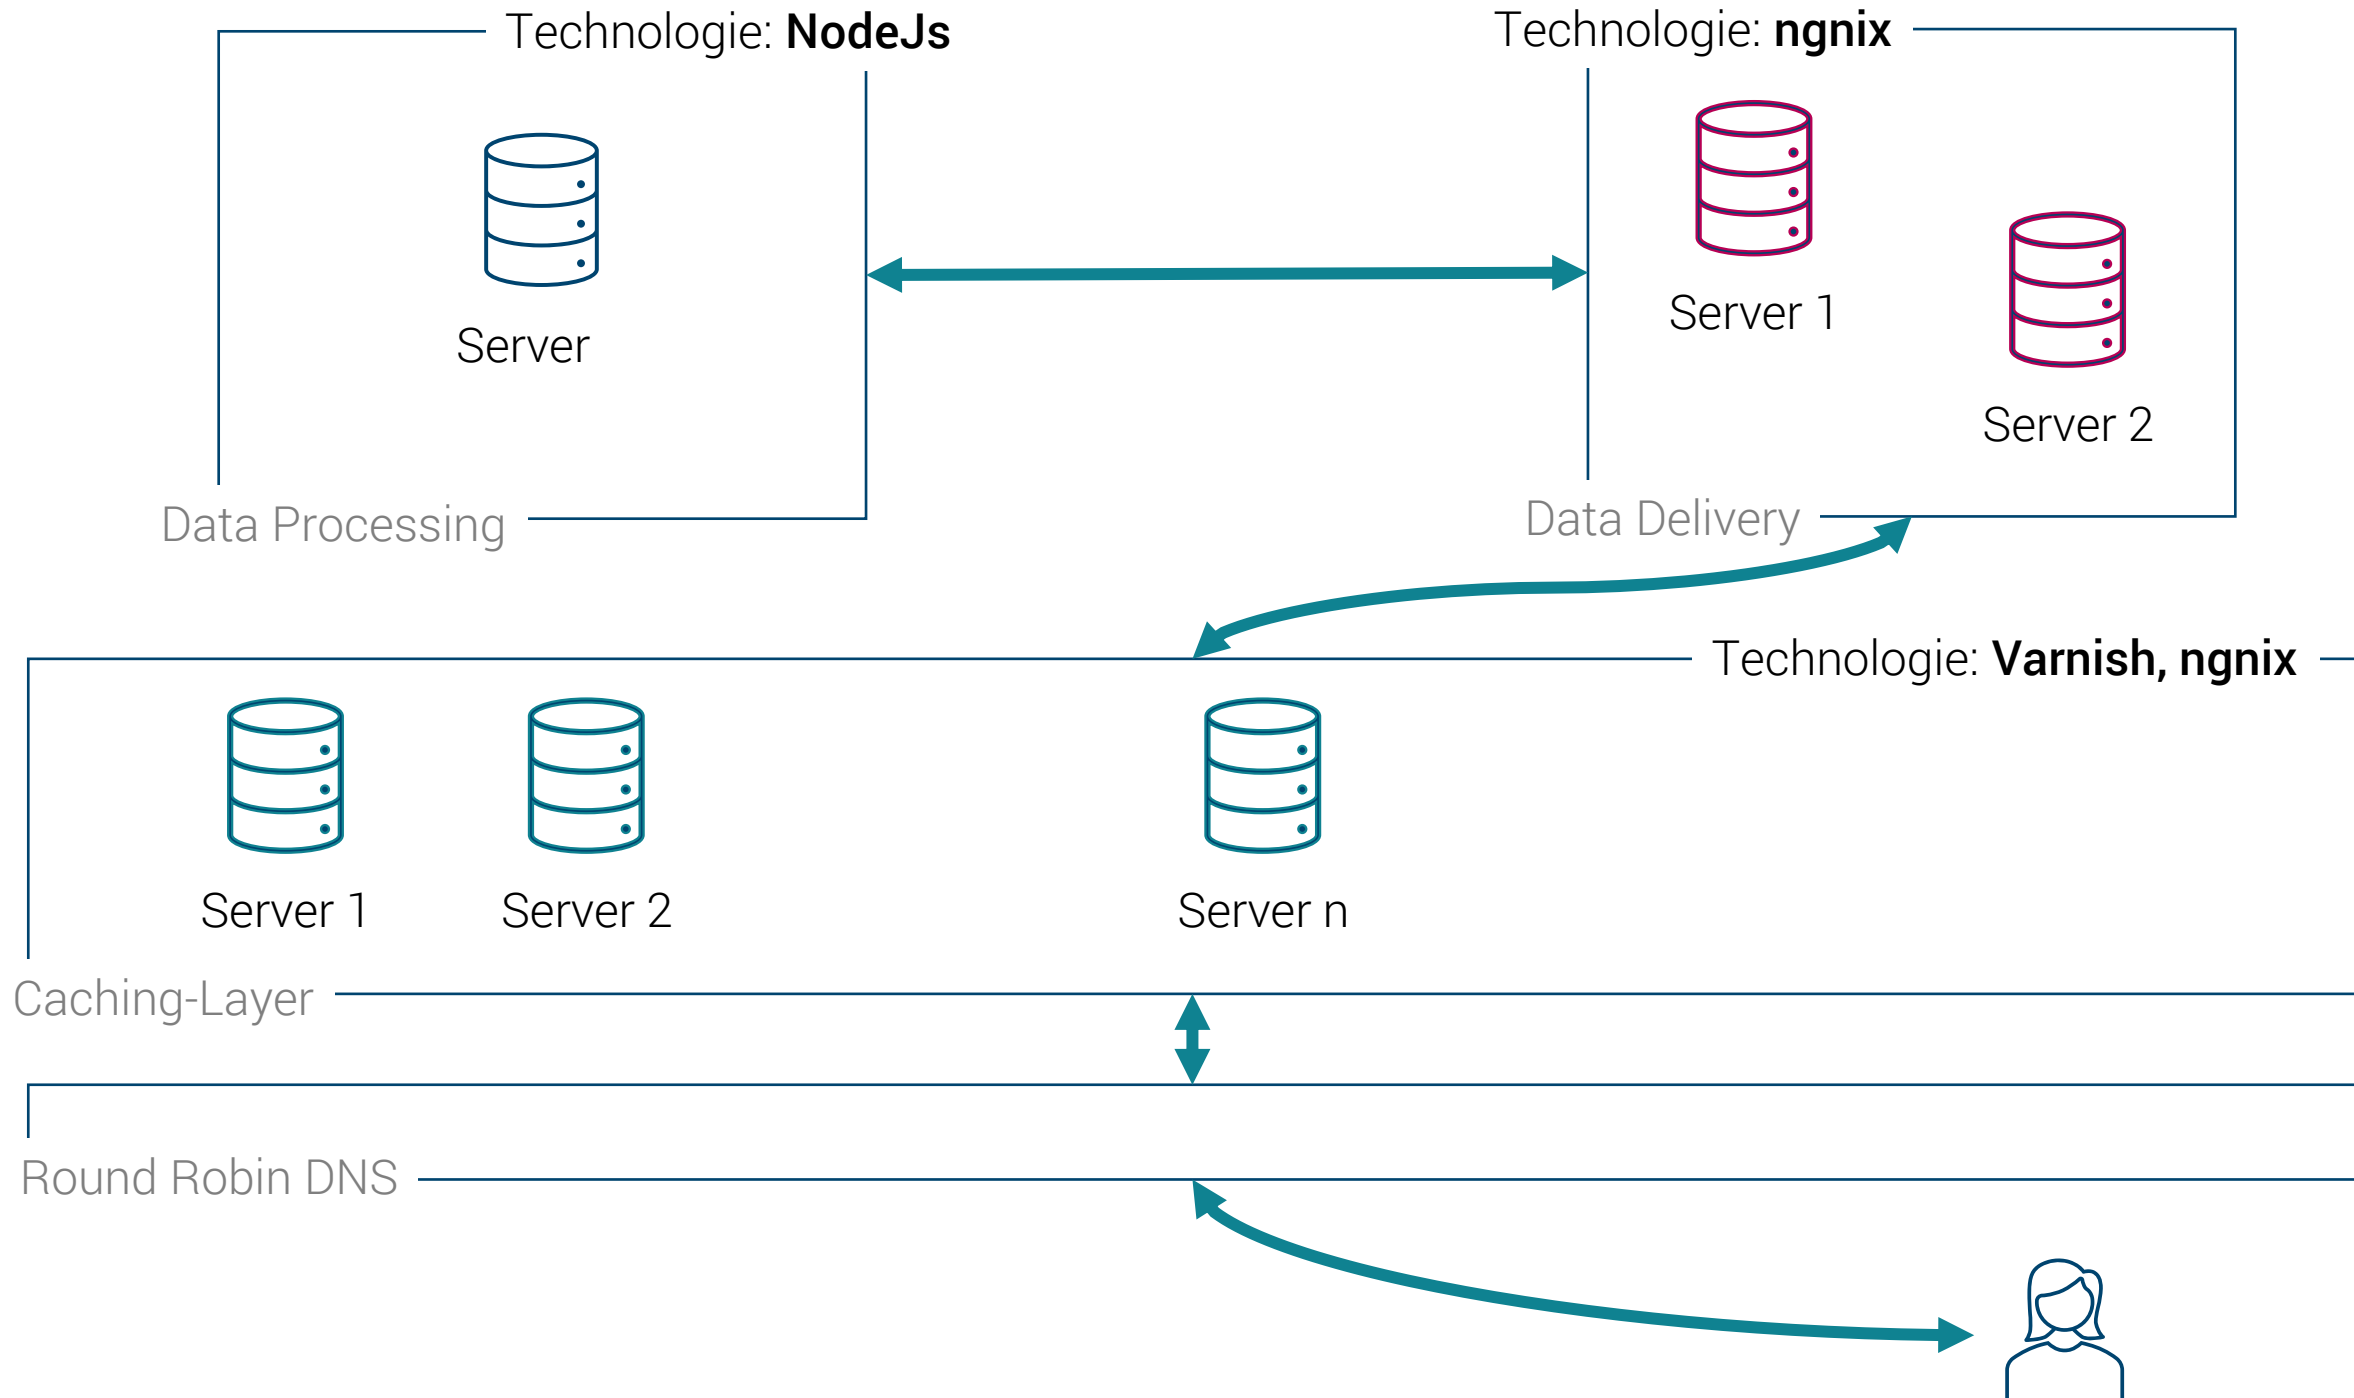 Technologie: NodeJs
Technologie: ngnix
Server
Server 1
Server 2
Data Processing
Data Delivery
Technologie: Varnish, ngnix
Server 1
Server 2
Server n
Caching-Layer
Round Robin DNS